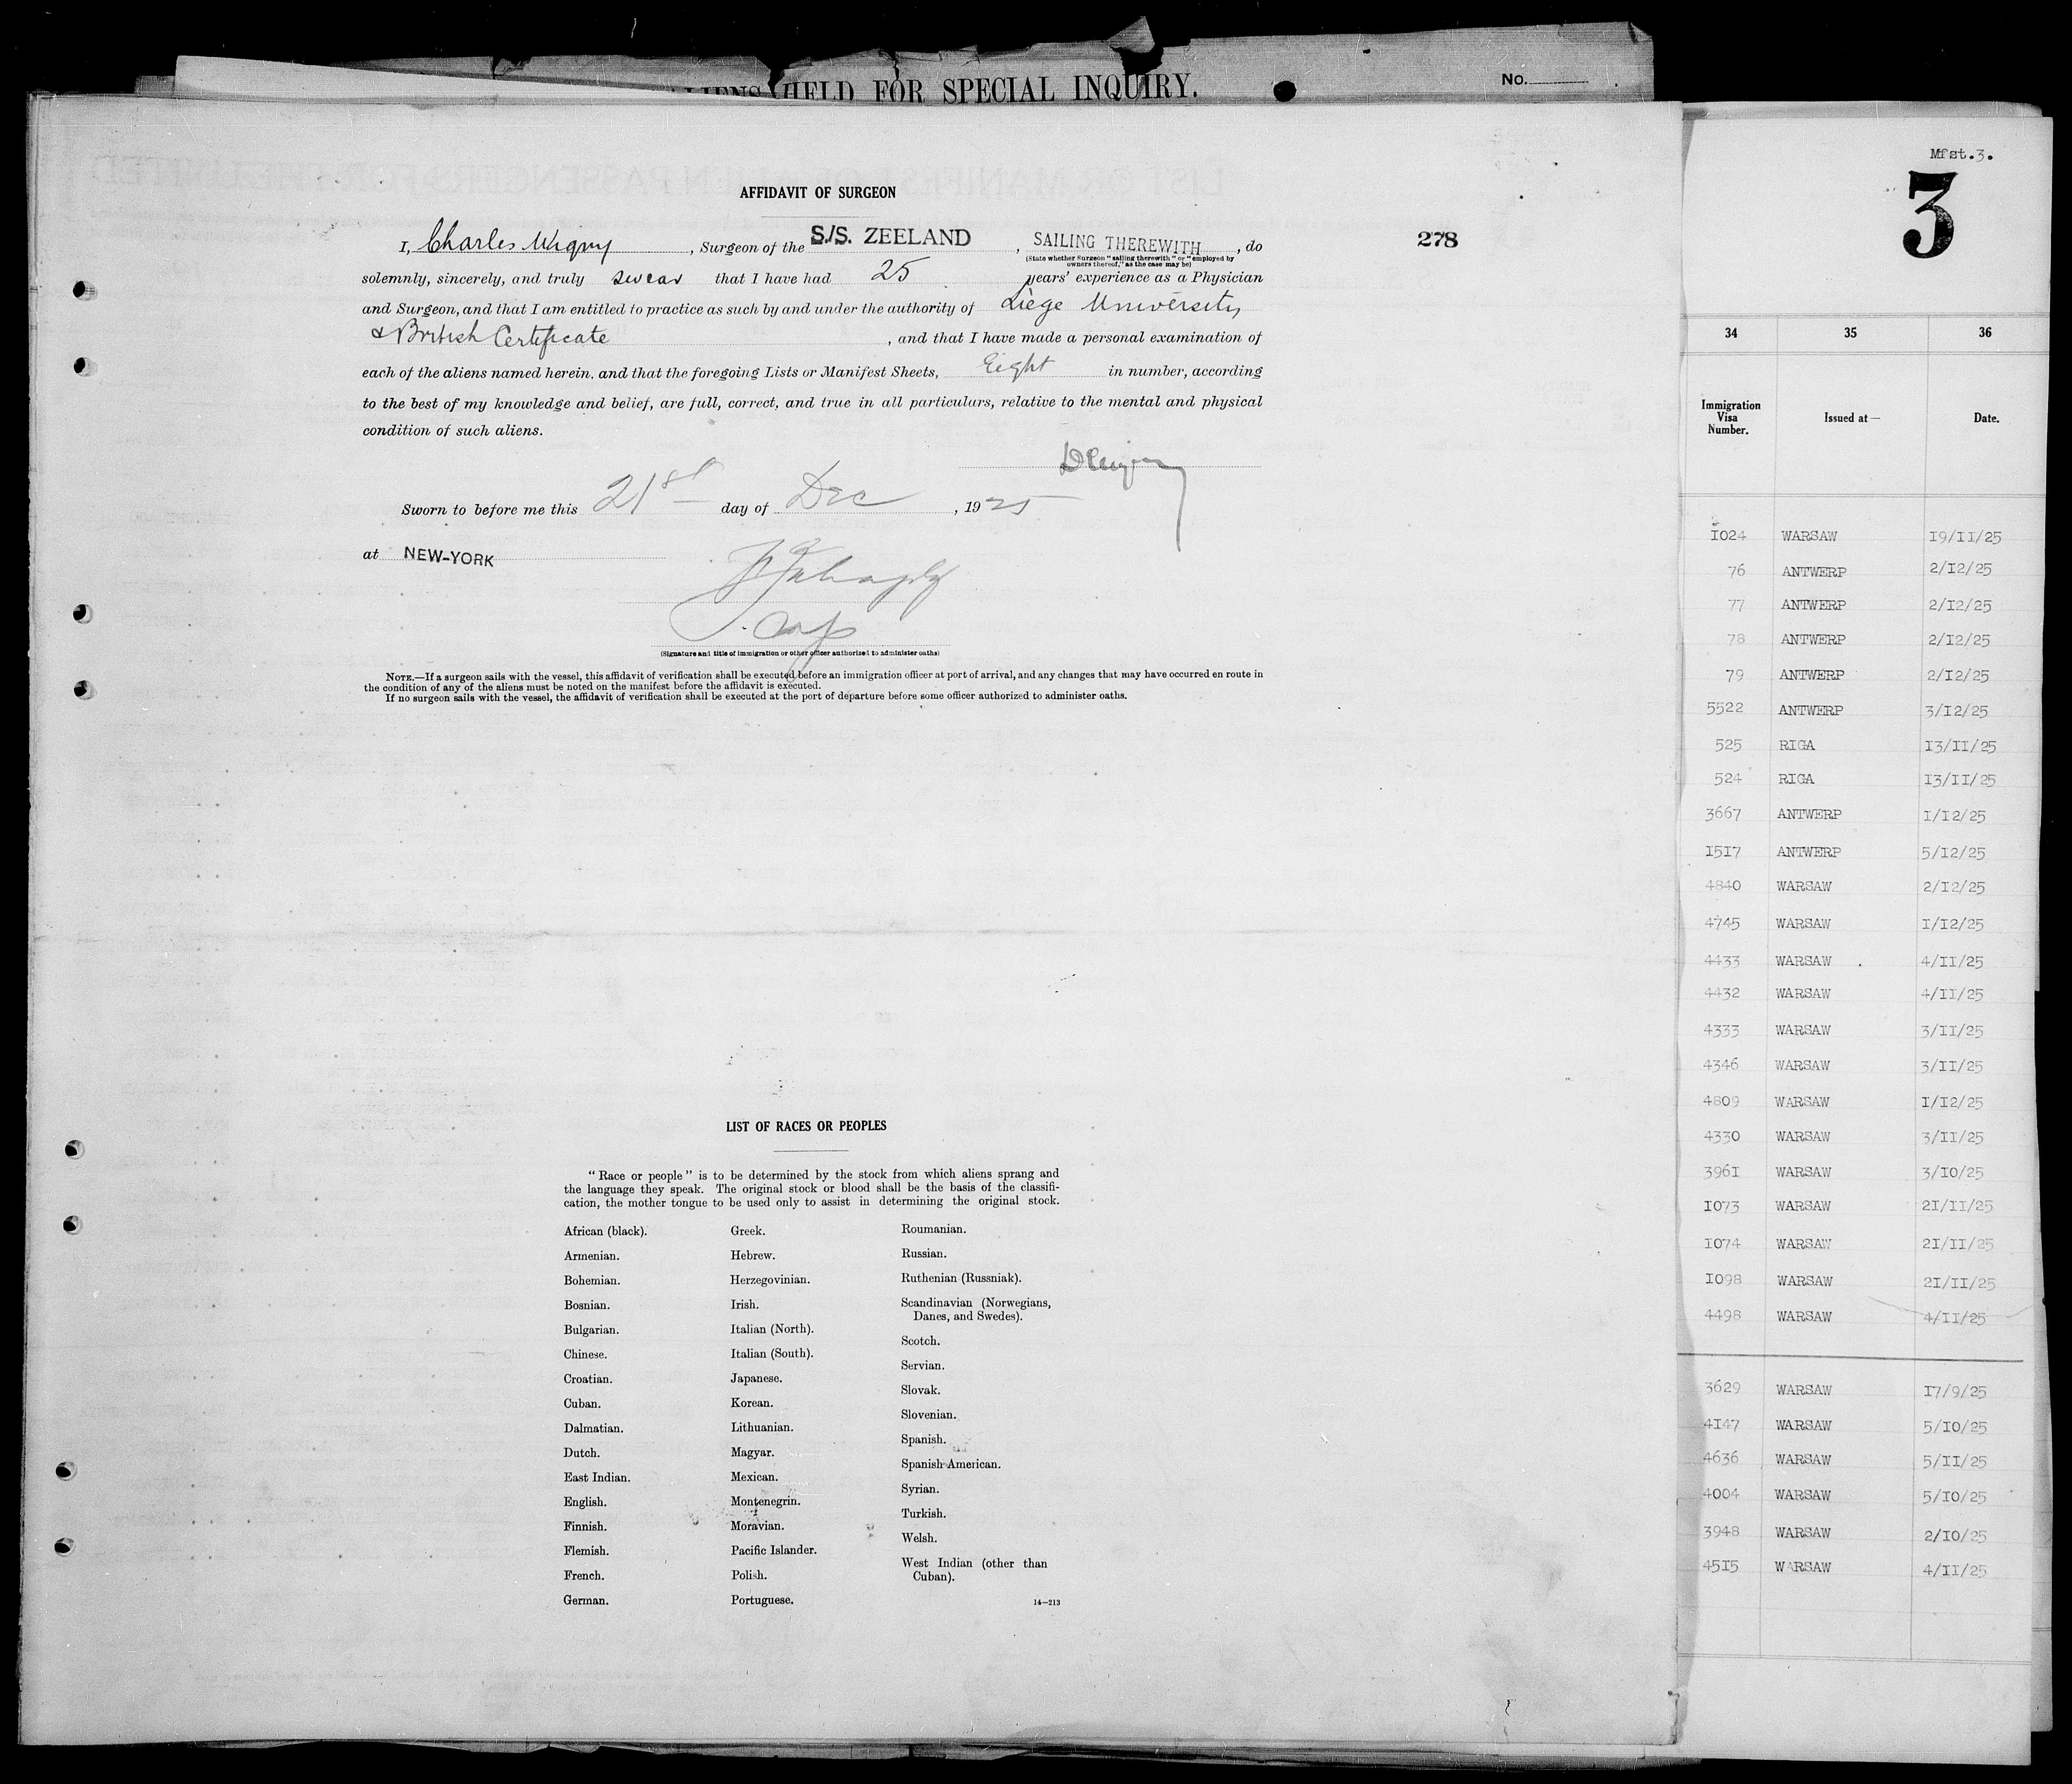 HELD FOR SPECIAL INQUIRY.
No.
AFFIDAVIT OF SURGEON
I, Charles Wigny, Surgeon of the S/S. ZEELAND, SAILING THEREWITH, do
(State whether Surgeon "sailing therewith" or "employed by
owners thereof," as the case may be)
solemnly, sincerely, and truly swear that I have had 25 years' experience as a Physician
and Surgeon, and that I am entitled to practice as such by and under the authority of Liège University
& British Certificate, and that I have made a personal examination of
each of the aliens named herein, and that the foregoing Lists or Manifest Sheets, Eight in number, according
to the best of my knowledge and belief, are full, correct, and true in all particulars, relative to the mental and physical
condition of such aliens.
Sworn to before me this 21st day of Dec, 1925
at NEW-YORK
(Signature and title of immigration or other officer authorized to administer oaths)
NOTE.—If a surgeon sails with the vessel, this affidavit of verification shall be executed before an immigration officer at port of arrival, and any changes that may have occurred en route in
the condition of any of the aliens must be noted on the manifest before the affidavit is executed.
If no surgeon sails with the vessel, the affidavit of verification shall be executed at the port of departure before some officer authorized to administer oaths.
278
LIST OF RACES OR PEOPLES
"Race or people" is to be determined by the stock from which aliens sprang and
the language they speak. The original stock or blood shall be the basis of the classifi-
cation, the mother tongue to be used only to assist in determining the original stock.
African (black).
Armenian.
Bohemian.
Bosnian.
Bulgarian.
Chinese.
Croatian.
Cuban.
Dalmatian.
Dutch.
East Indian.
English.
Finnish.
Flemish.
French.
German.
Greek.
Hebrew.
Herzegovinian.
Irish.
Italian (North).
Italian (South).
Japanese.
Korean.
Lithuanian.
Magyar.
Mexican.
Montenegrin.
Moravian.
Pacific Islander.
Polish.
Portuguese.
Roumanian.
Russian.
Ruthenian (Russniak).
Scandinavian (Norwegians,
Danes, and Swedes).
Scotch.
Servian.
Slovak.
Slovenian.
Spanish.
Spanish American.
Syrian.
Turkish.
Welsh.
West Indian (other than
Cuban).
14—213
Mfst.3.
3
34 35 36
Immigration
Visa
Number.
Issued at —
Date.
1024 WARSAW 19/11/25
76 ANTWERP 2/12/25
77 ANTWERP 2/12/25
78 ANTWERP 2/12/25
79 ANTWERP 2/12/25
5522 ANTWERP 3/12/25
525 RIGA 13/11/25
524 RIGA 13/11/25
3667 ANTWERP 1/12/25
1517 ANTWERP 5/12/25
4840 WARSAW 2/12/25
4745 WARSAW 1/12/25
4433 WARSAW 4/11/25
4432 WARSAW 4/11/25
4333 WARSAW 3/11/25
4346 WARSAW 3/11/25
4809 WARSAW 1/12/25
4330 WARSAW 3/11/25
3961 WARSAW 3/10/25
1073 WARSAW 21/11/25
1074 WARSAW 21/11/25
1098 WARSAW 21/11/25
4498 WARSAW 4/11/25
3629 WARSAW 17/9/25
4147 WARSAW 5/10/25
4636 WARSAW 5/11/25
4004 WARSAW 5/10/25
3948 WARSAW 2/10/25
4515 WARSAW 4/11/25